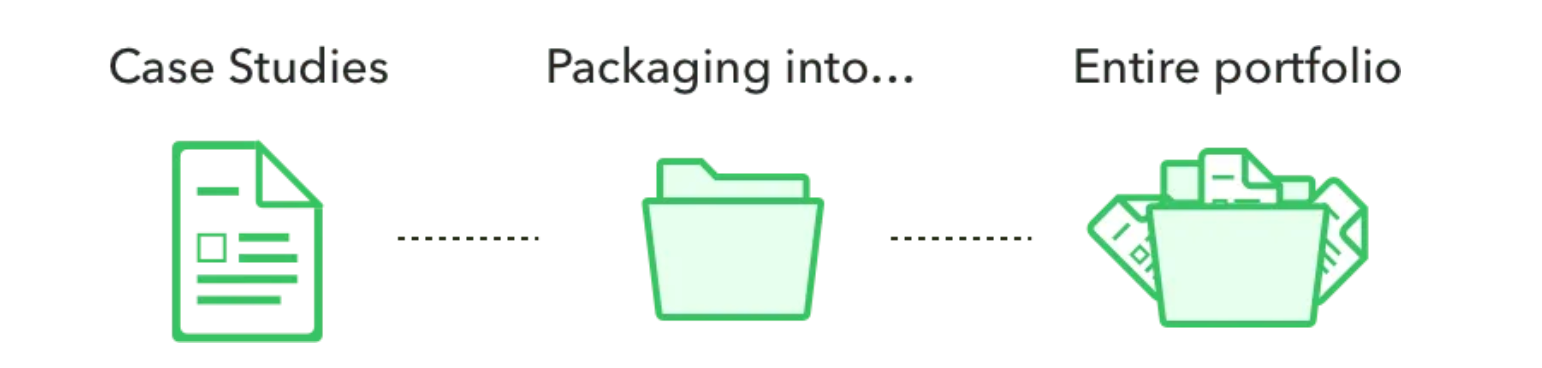 Case Studies
Packaging into...
Entire portfolio